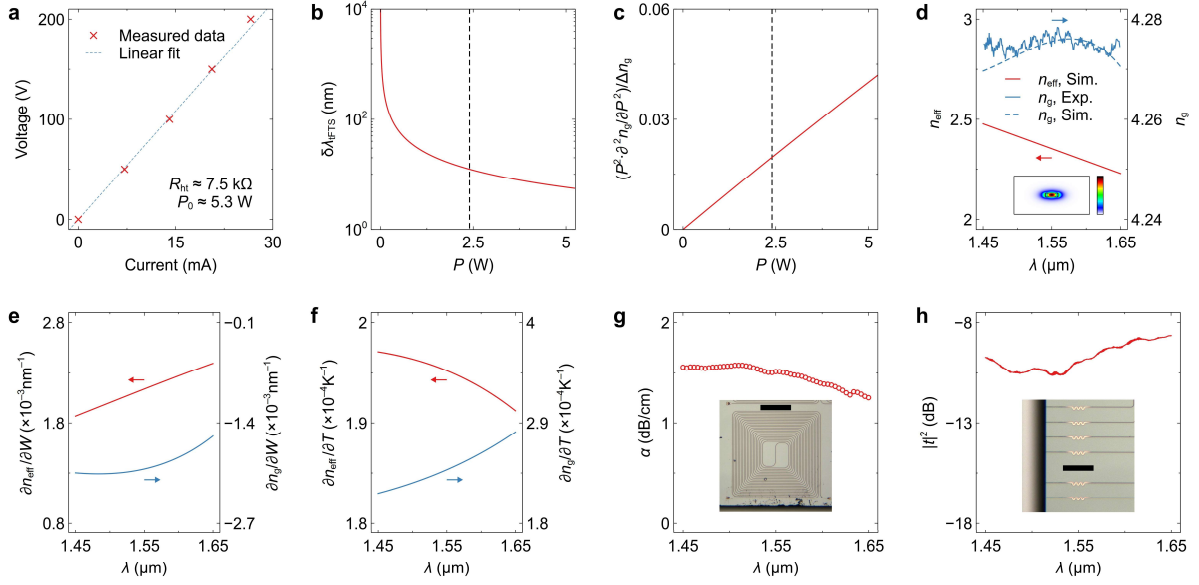 a
Voltage (V)
200
100
0
× Measured data
Linear fit
R_ht ≈ 7.5 kΩ
P_0 ≈ 5.3 W
0 15 30
Current (mA)
b
δλ_tFTS (nm)
10^4
10^2
10^0
0 2.5 5
P (W)
c
(P^2·∂^2n_g/∂P^2)/Δn_g
0.06
0.03
0
0 2.5 5
P (W)
d
n_eff
3
2.5
2
n_eff, Sim.
n_g, Exp.
n_g, Sim.
4.28
4.26
4.24
n_g
1.45 1.55 1.65
λ (µm)
e
∂n_eff/∂W (×10^−3nm^−1)
2.8
1.8
0.8
−0.1
−1.4
−2.7
∂n_g/∂W (×10^−3nm^−1)
1.45 1.55 1.65
λ (µm)
f
∂n_eff/∂T (×10^−4K^−1)
2
1.9
1.8
4
2.9
1.8
∂n_g/∂T (×10^−4K^−1)
1.45 1.55 1.65
λ (µm)
g
α (dB/cm)
2
1
0
1.45 1.55 1.65
λ (µm)
h
|t|^2 (dB)
−8
−13
−18
1.45 1.55 1.65
λ (µm)